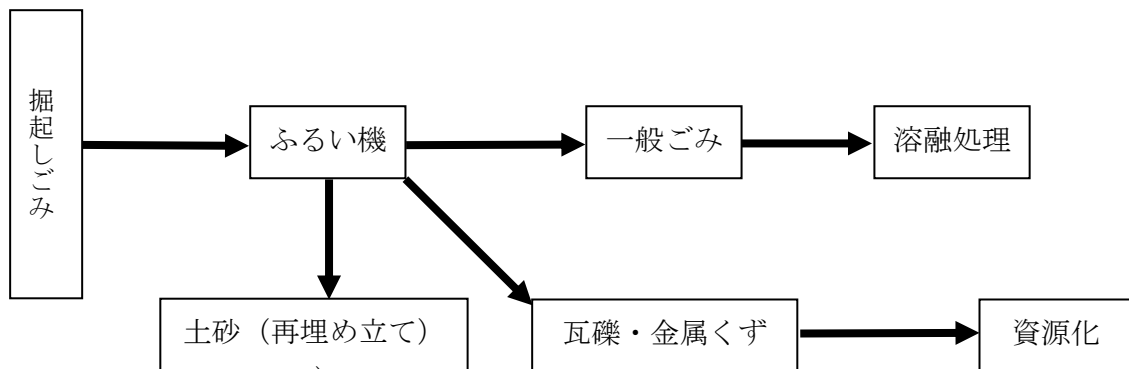 掘起しごみ
ふるい機
一般ごみ
溶融処理
土砂（再埋め立て）
瓦礫・金属くず
資源化